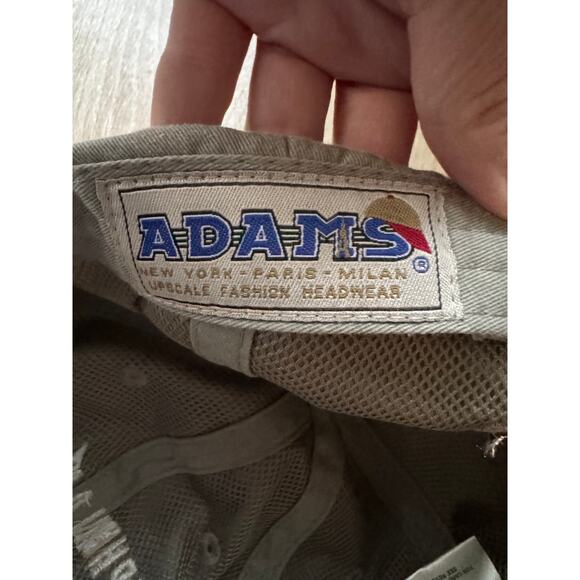 ADAMS®
NEW YORK - PARIS - MILAN
UPSCALE FASHION HEADWEAR